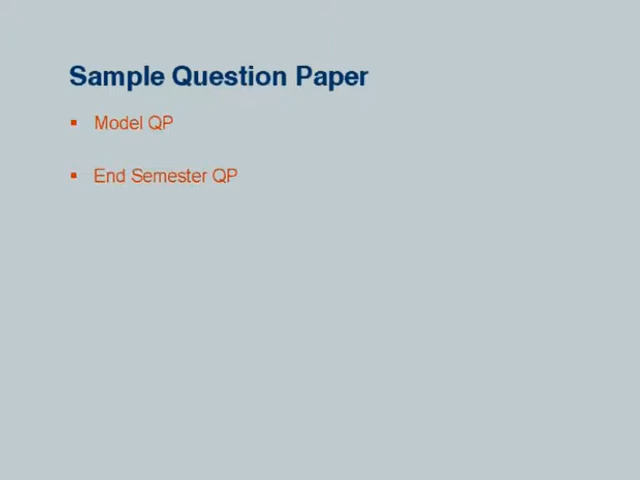 Sample Question Paper
▪ Model QP
▪ End Semester QP